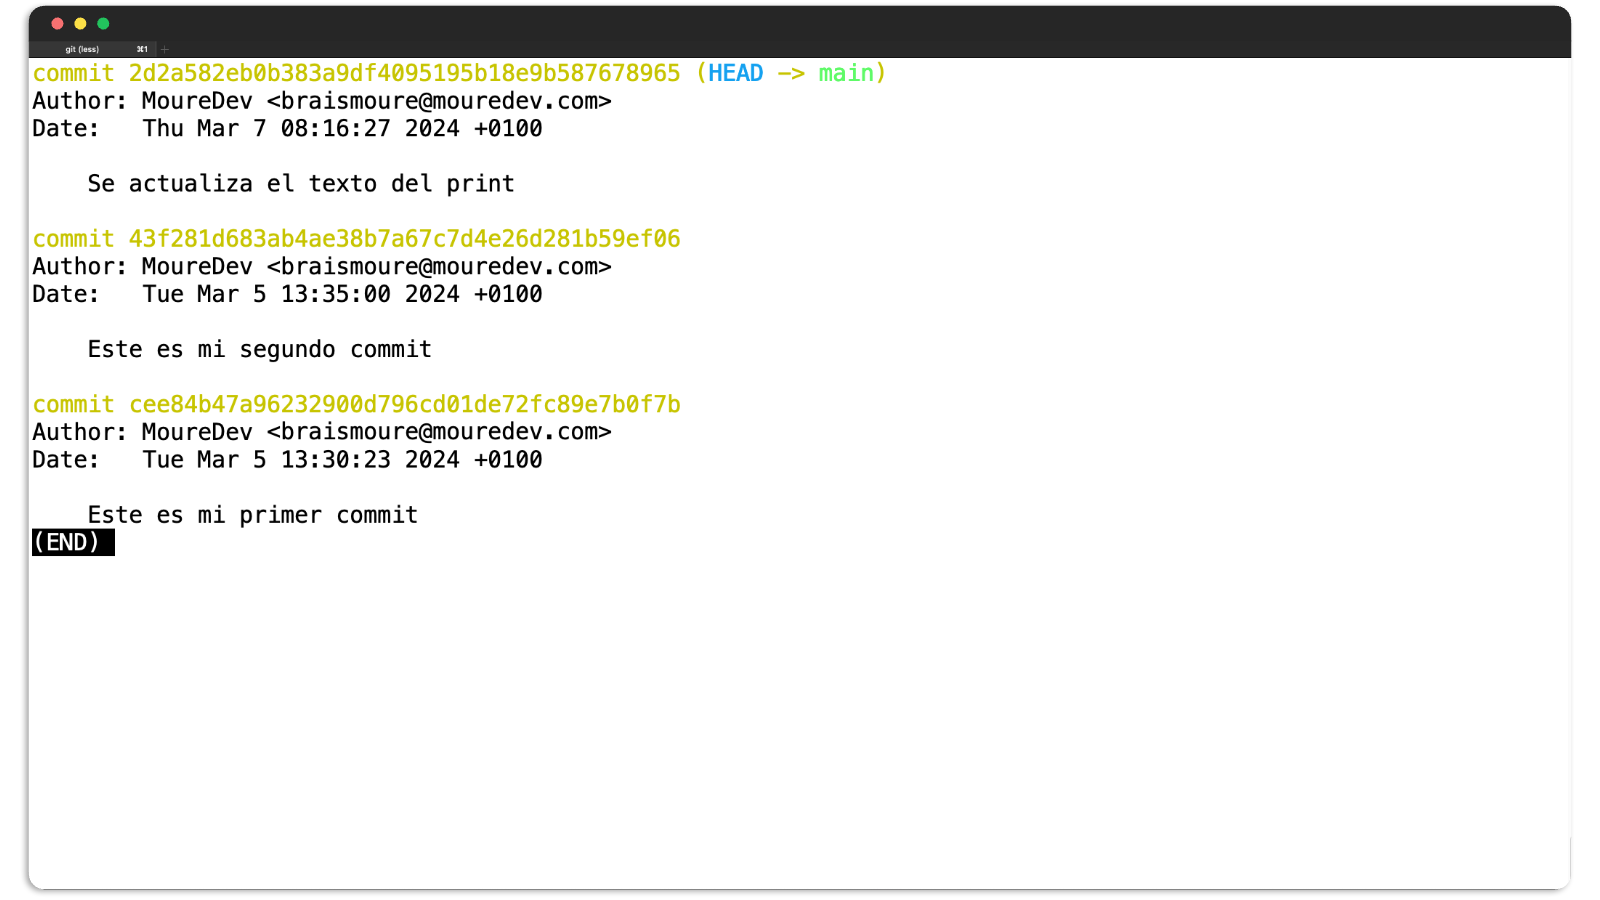 git (less) ⌘1 +
commit 2d2a582eb0b383a9df4095195b18e9b587678965 (HEAD -> main)
Author: MoureDev <braismoure@mouredev.com>
Date:   Thu Mar 7 08:16:27 2024 +0100
Se actualiza el texto del print
commit 43f281d683ab4ae38b7a67c7d4e26d281b59ef06
Author: MoureDev <braismoure@mouredev.com>
Date:   Tue Mar 5 13:35:00 2024 +0100
Este es mi segundo commit
commit cee84b47a96232900d796cd01de72fc89e7b0f7b
Author: MoureDev <braismoure@mouredev.com>
Date:   Tue Mar 5 13:30:23 2024 +0100
Este es mi primer commit
(END)